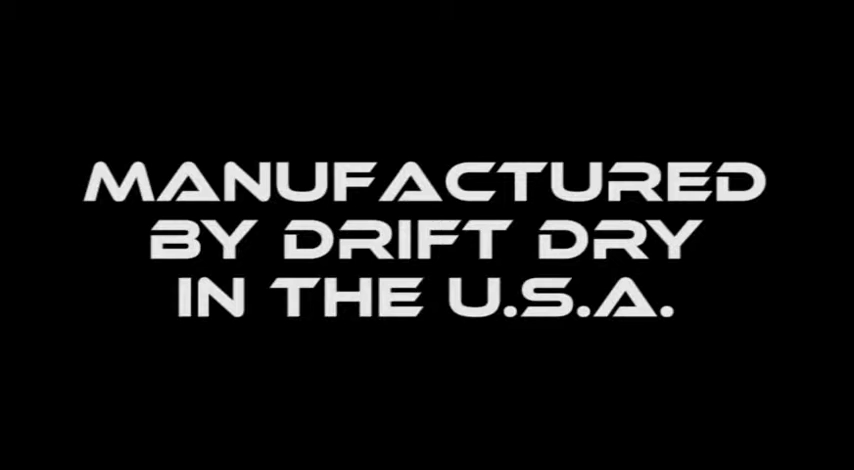 MANUFACTURED
BY DRIFT DRY
IN THE U.S.A.